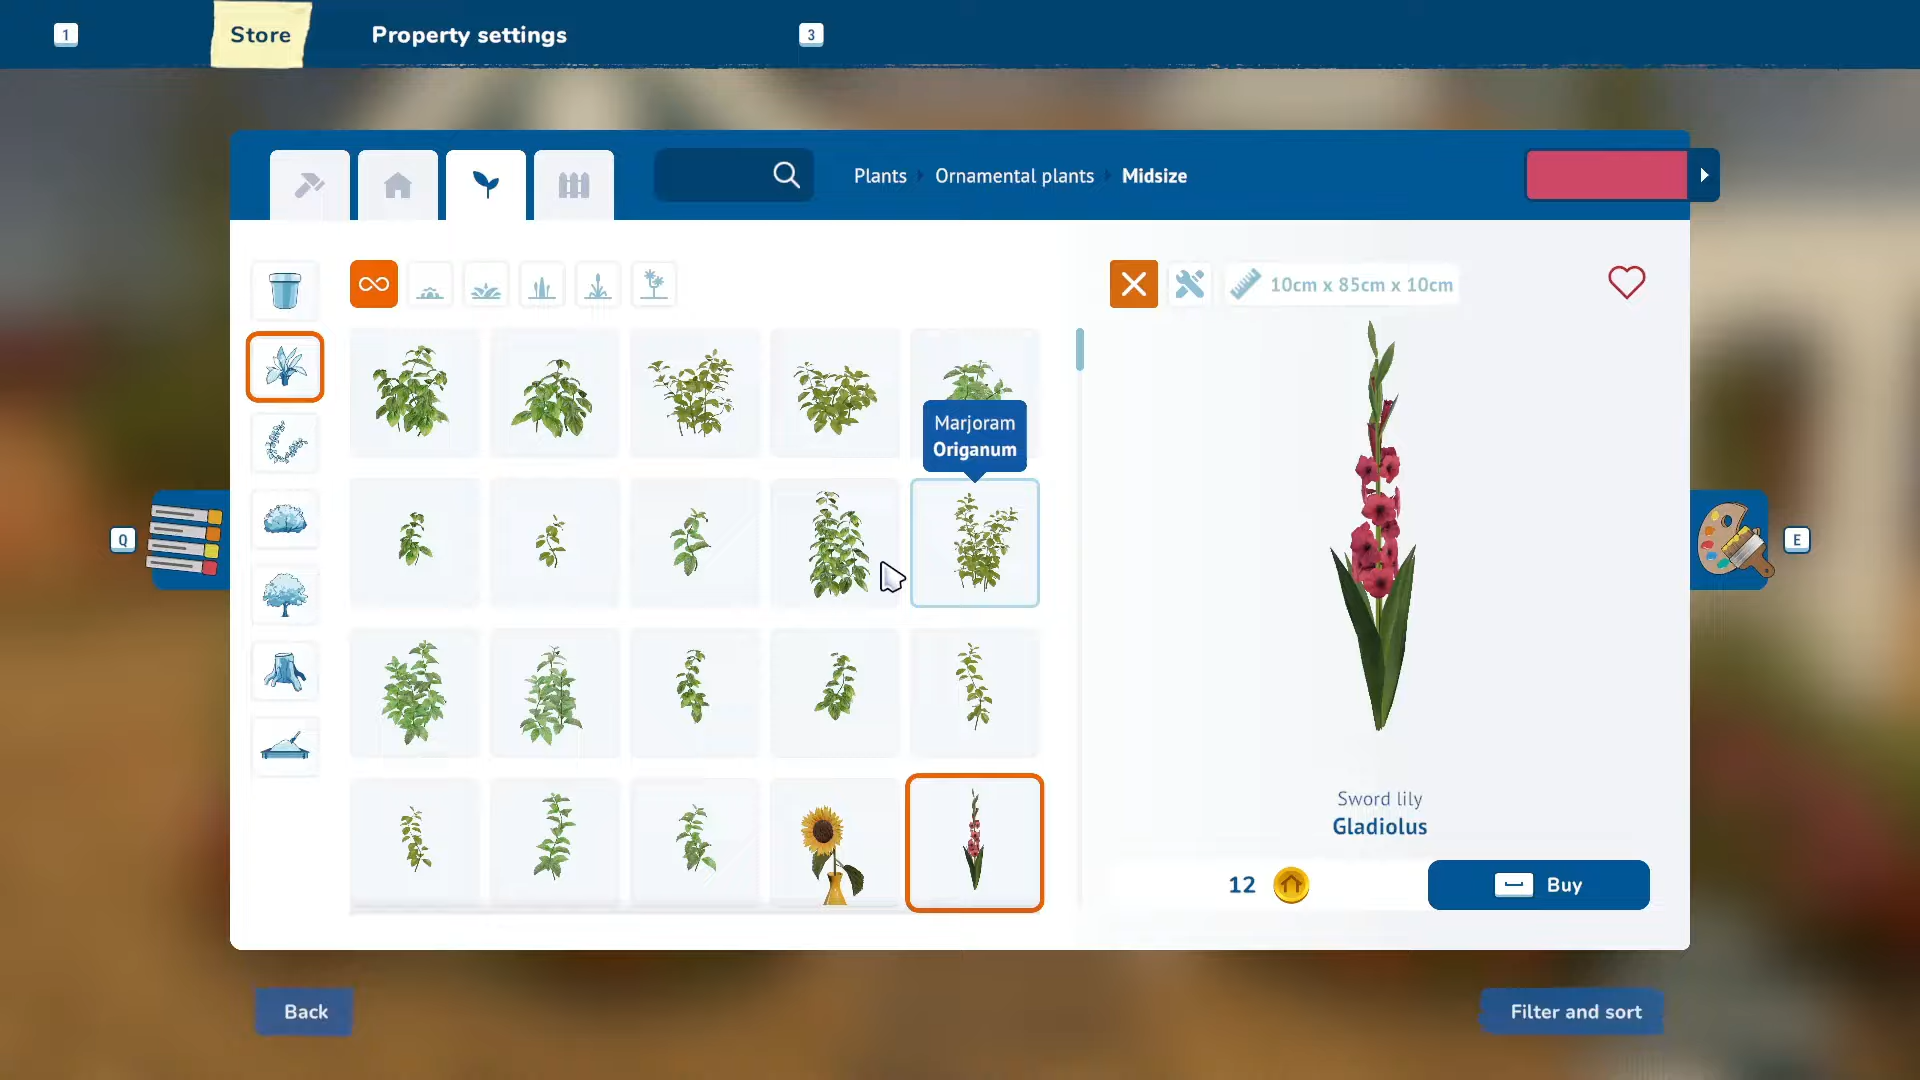 1
Store
Property settings
3
Plants
Ornamental plants
Midsize
10cm x 85cm x 10cm
Marjoram
Origanum
Q
E
Sword lily
Gladiolus
12
Buy
Back
Filter and sort